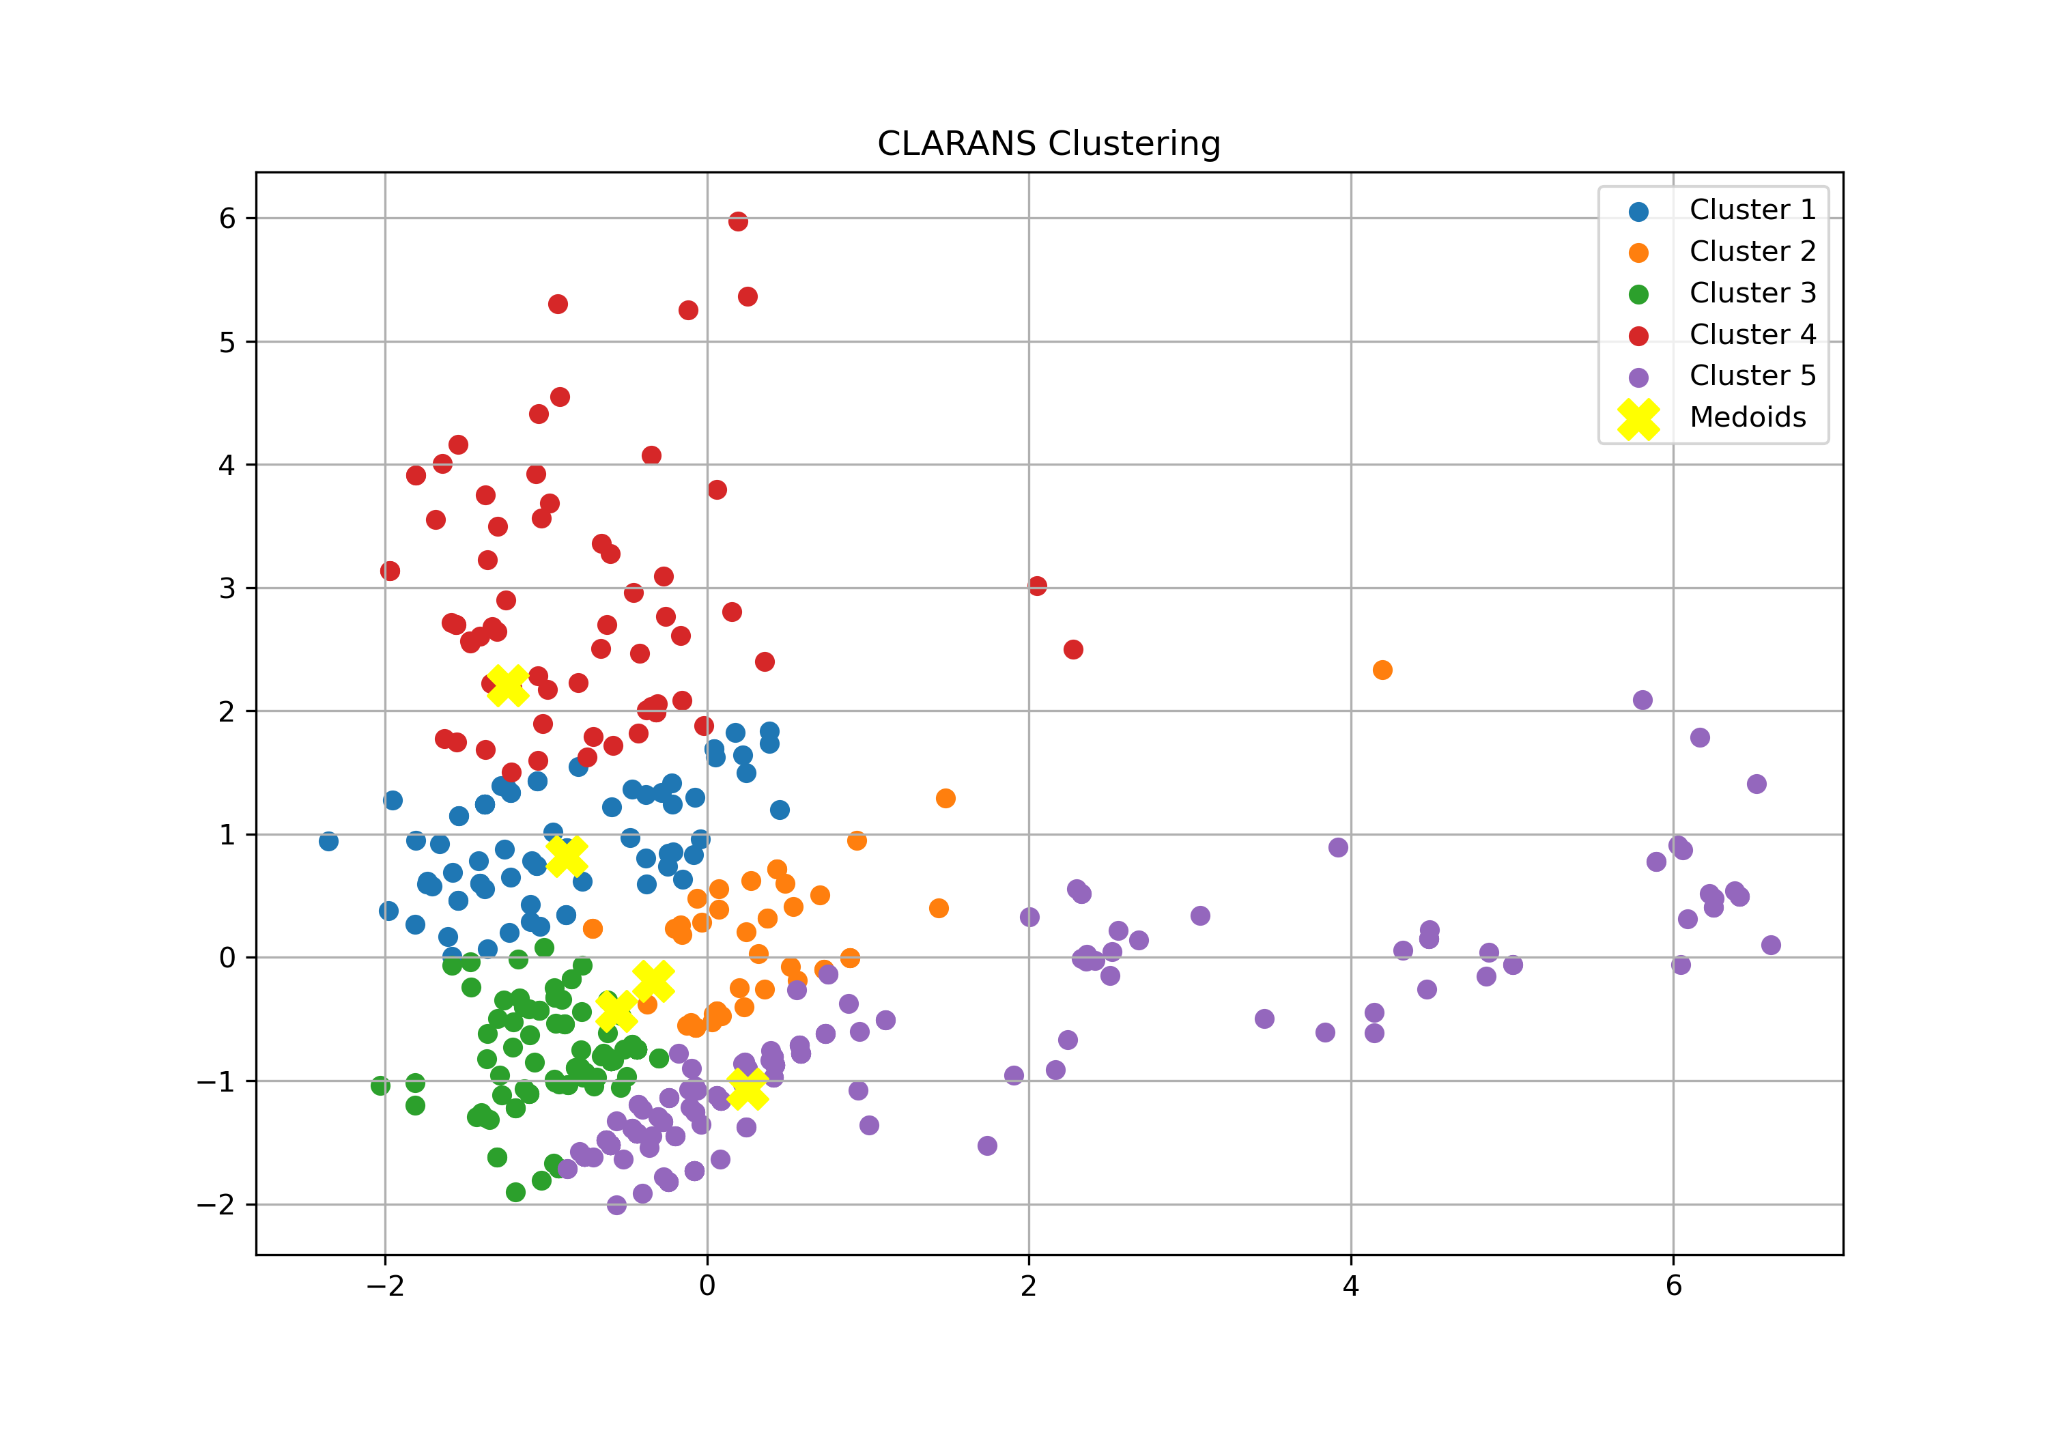 CLARANS Clustering
6
5
4
3
2
1
0
−1
−2
−2 0 2 4 6
Cluster 1
Cluster 2
Cluster 3
Cluster 4
Cluster 5
Medoids